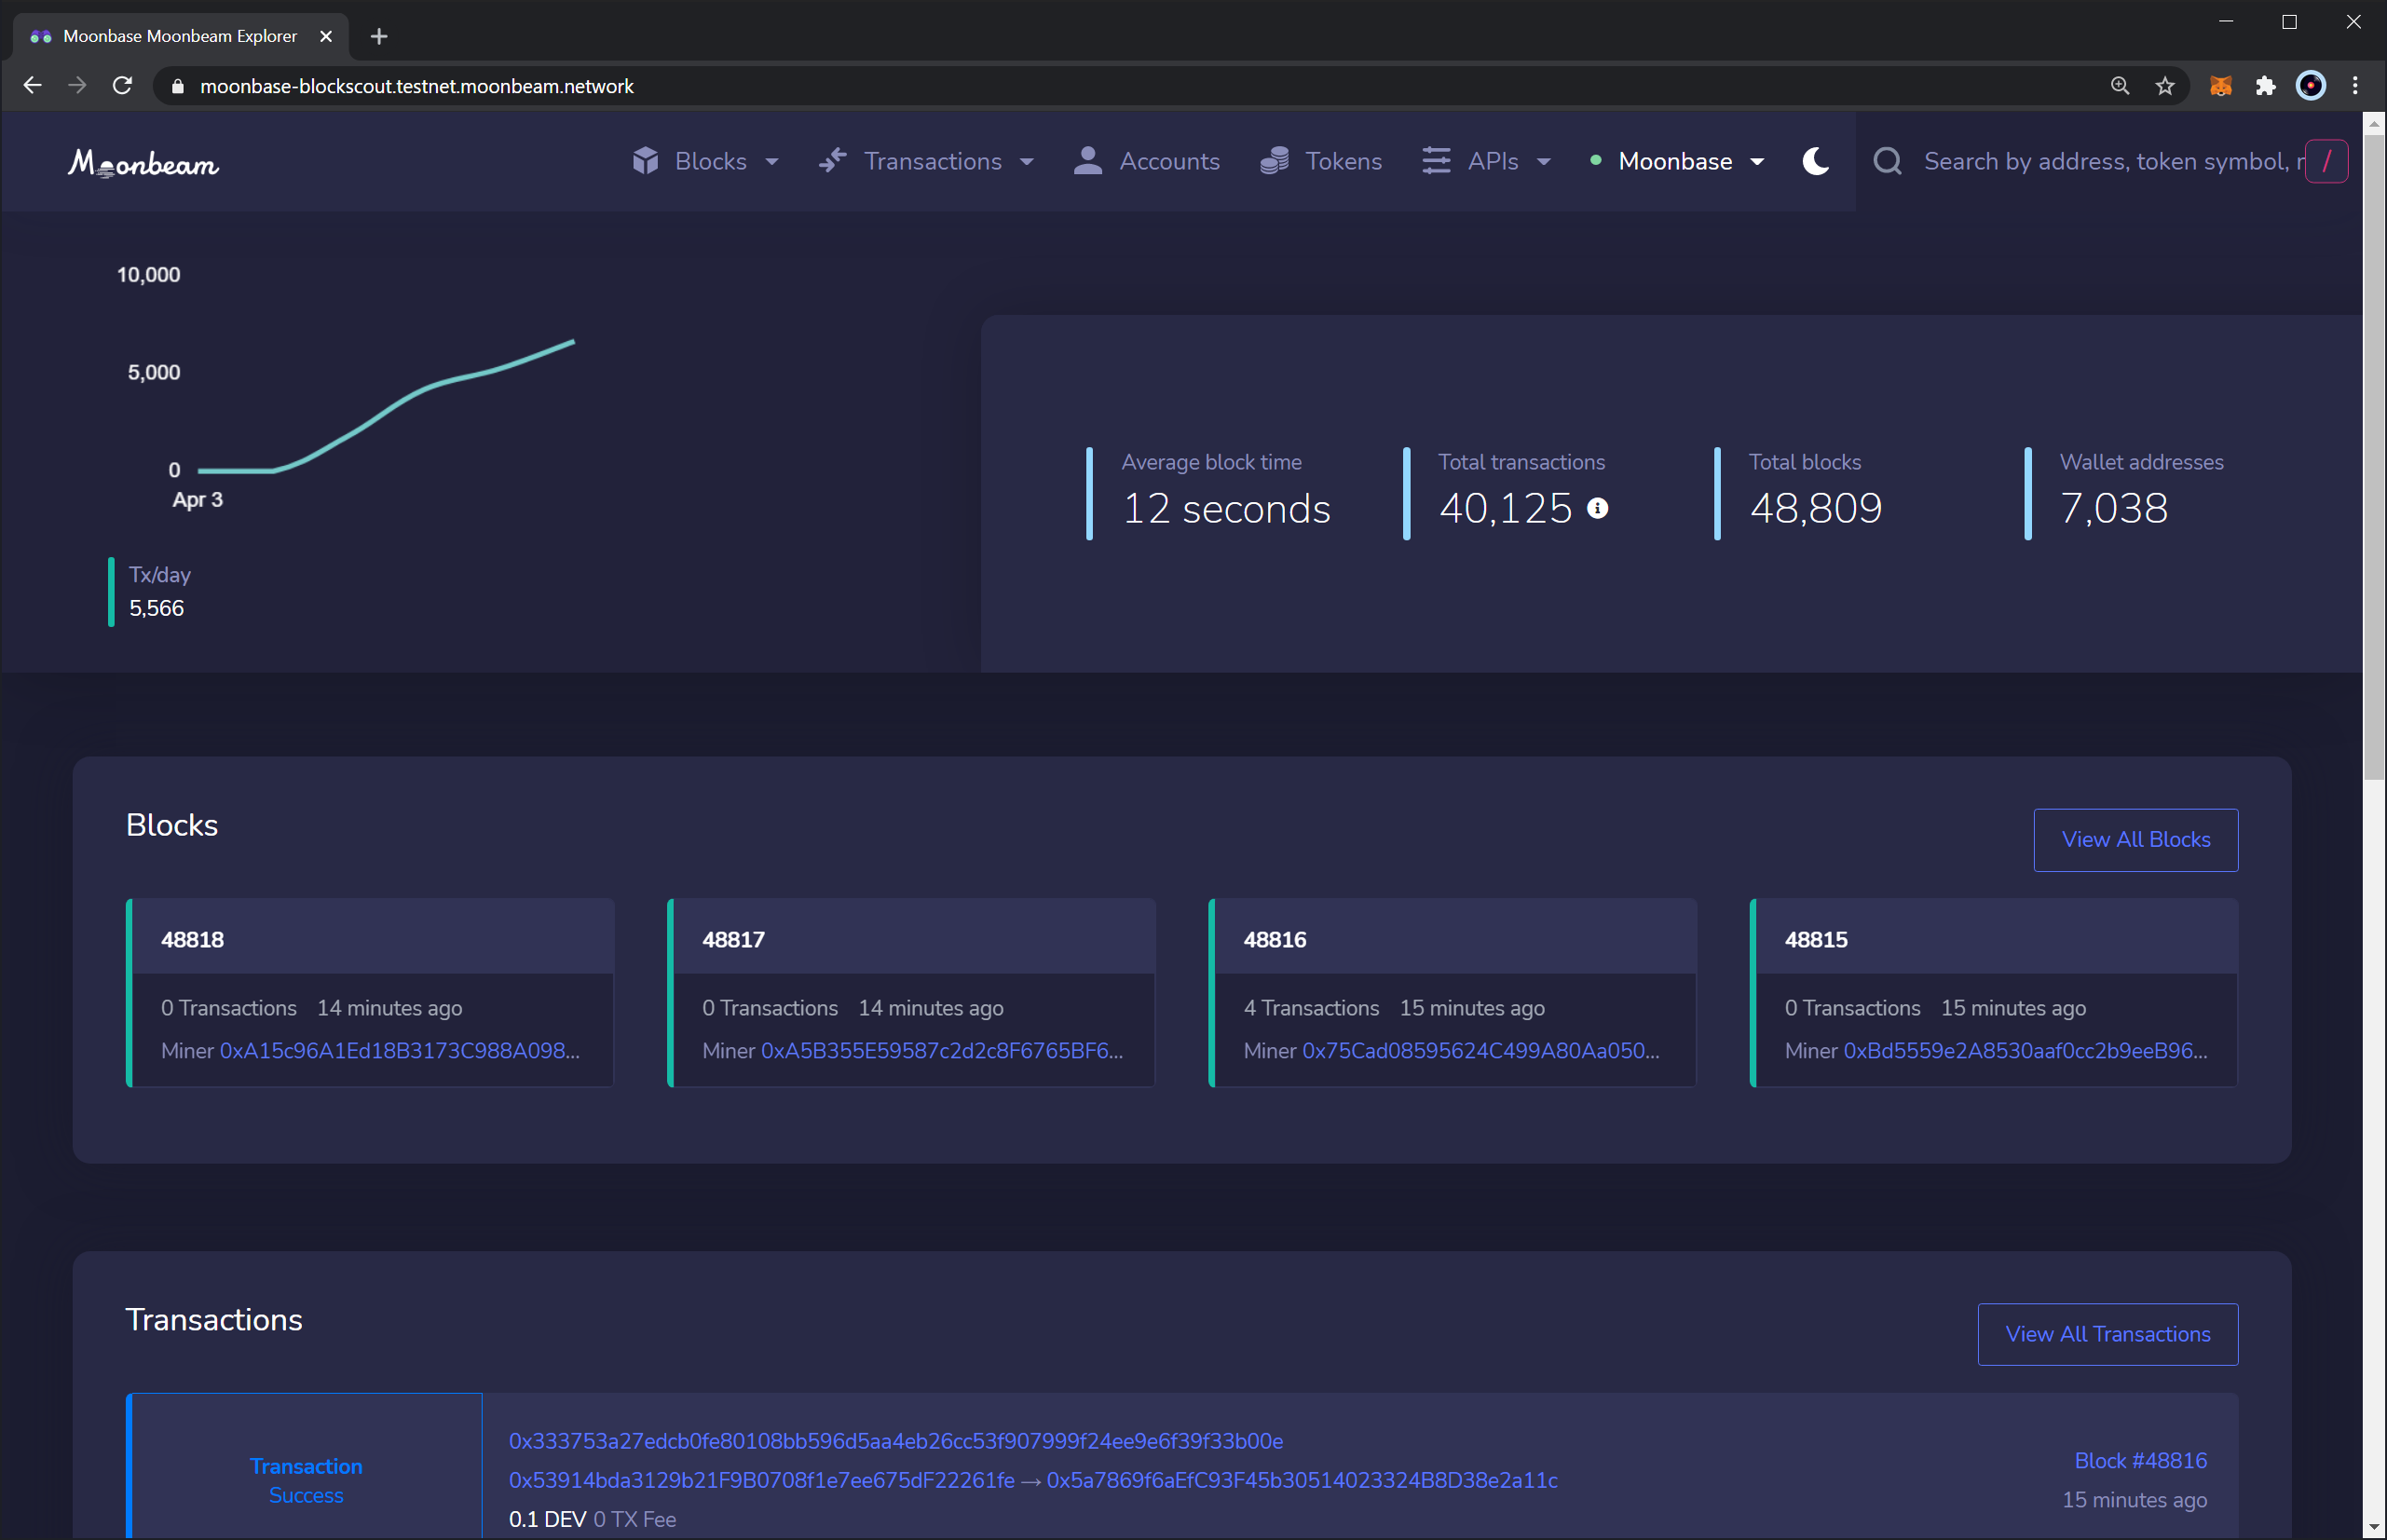 Moonbase Moonbeam Explorer
moonbase-blockscout.testnet.moonbeam.network
Moonbeam
Blocks
Transactions
Accounts
Tokens
APIs
Moonbase
Search by address, token symbol, r
/
10,000
5,000
0
Apr 3
Tx/day
5,566
Average block time
12 seconds
Total transactions
40,125
Total blocks
48,809
Wallet addresses
7,038
Blocks
View All Blocks
48818
0 Transactions 14 minutes ago
Miner 0xA15c96A1Ed18B3173C988A098...
48817
0 Transactions 14 minutes ago
Miner 0xA5B355E59587c2d2c8F6765BF6...
48816
4 Transactions 15 minutes ago
Miner 0x75Cad08595624C499A80Aa050...
48815
0 Transactions 15 minutes ago
Miner 0xBd5559e2A8530aaf0cc2b9eeB96...
Transactions
View All Transactions
Transaction
Success
0x333753a27edcb0fe80108bb596d5aa4eb26cc53f907999f24ee9e6f39f33b00e
0x53914bda3129b21F9B0708f1e7ee675dF22261fe → 0x5a7869f6aEfC93F45b30514023324B8D38e2a11c
0.1 DEV 0 TX Fee
Block #48816
15 minutes ago